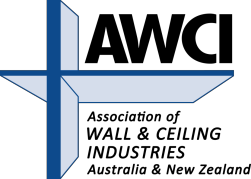 AWCI
Association of
WALL & CEILING
INDUSTRIES
Australia & New Zealand